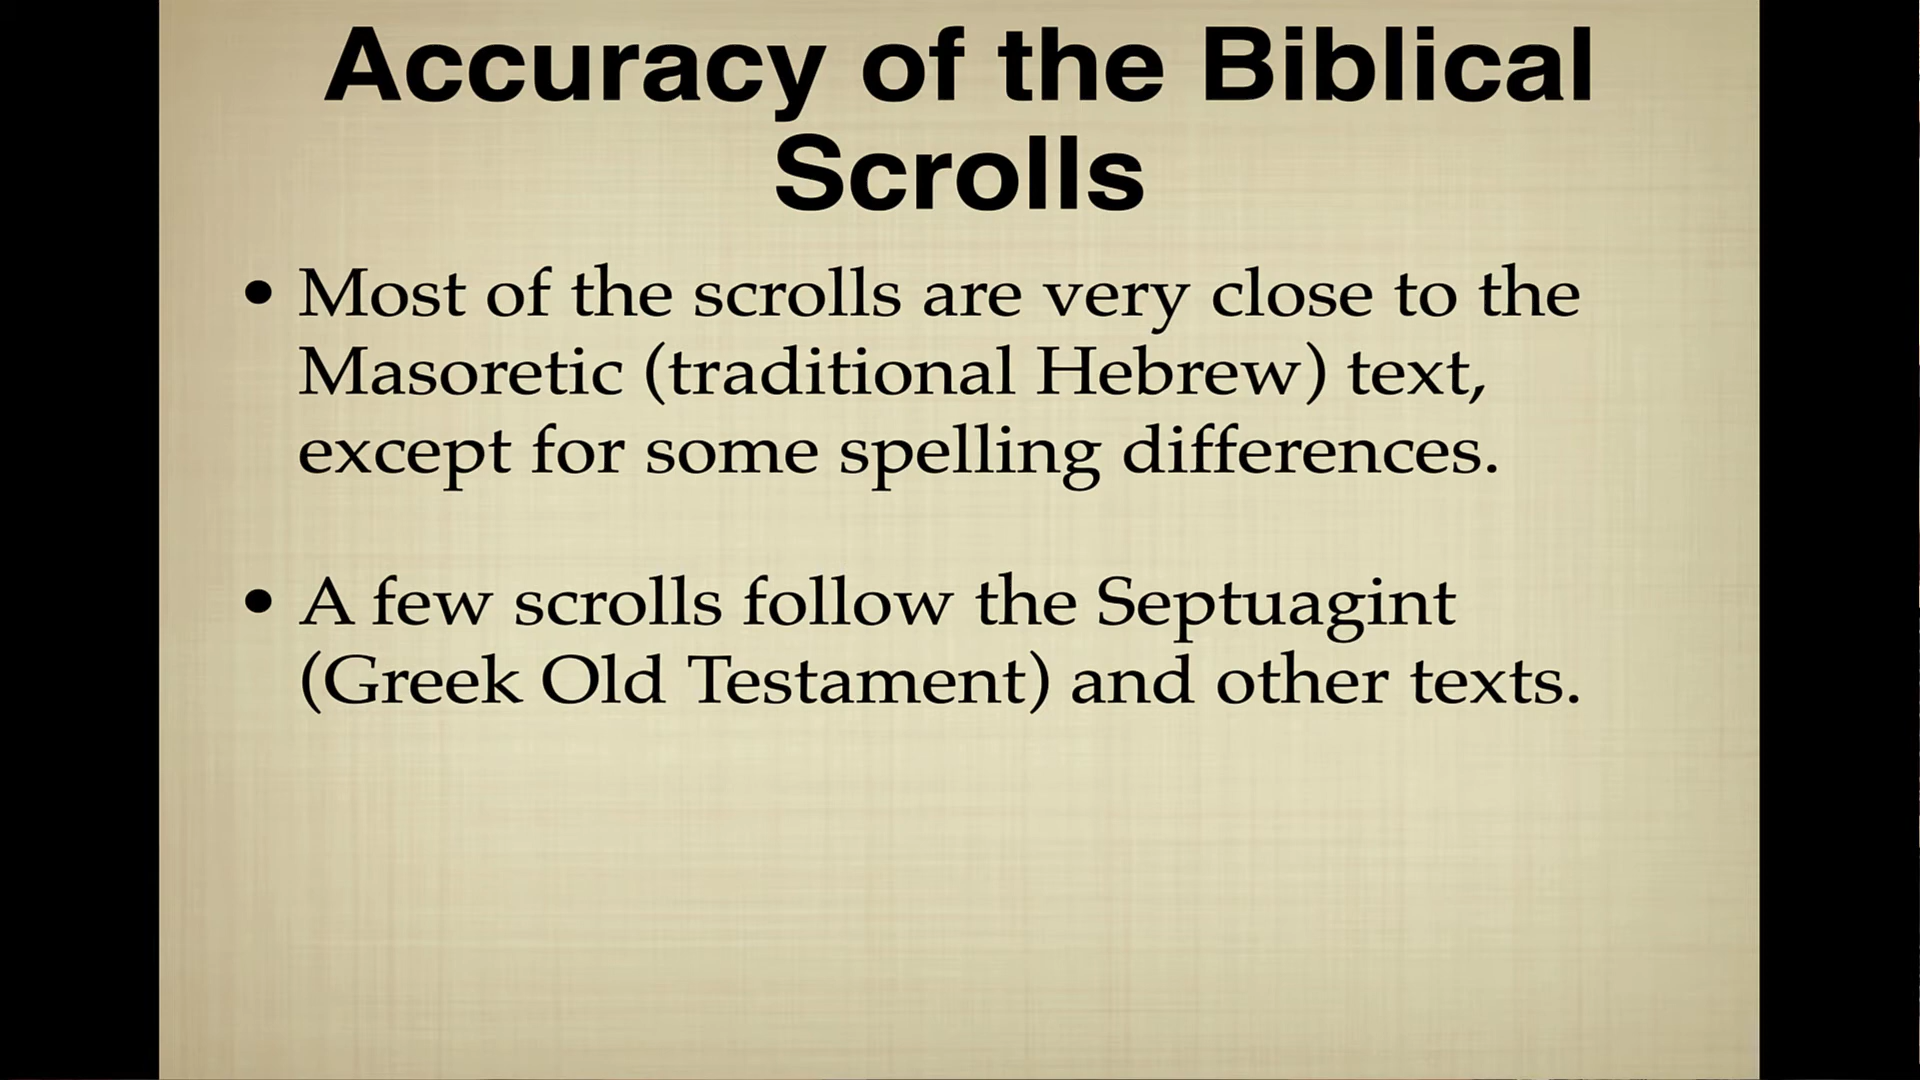 Accuracy of the Biblical
Scrolls
• Most of the scrolls are very close to the
Masoretic (traditional Hebrew) text,
except for some spelling differences.
• A few scrolls follow the Septuagint
(Greek Old Testament) and other texts.